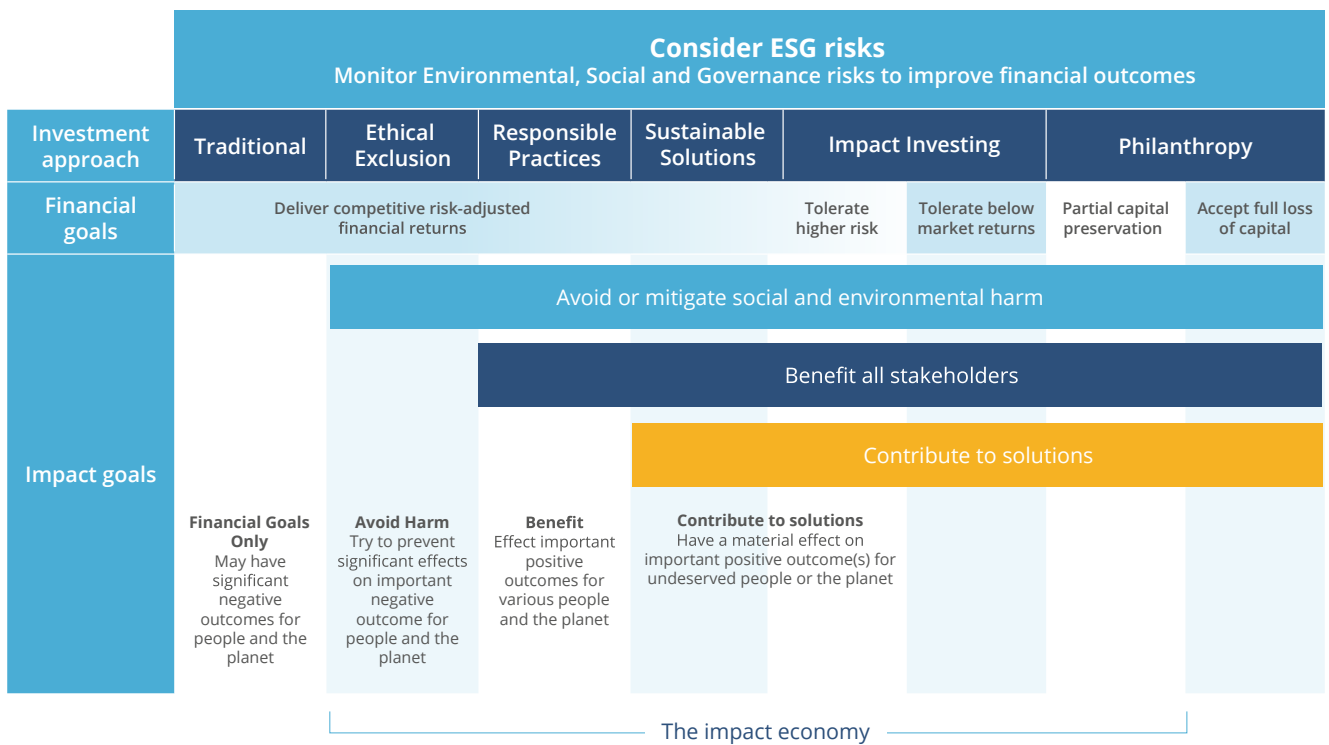 Consider ESG risks
Monitor Environmental, Social and Governance risks to improve financial outcomes
Investment
approach
Traditional
Ethical
Exclusion
Responsible
Practices
Sustainable
Solutions
Impact Investing
Philanthropy
Financial
goals
Deliver competitive risk-adjusted
financial returns
Tolerate
higher risk
Tolerate below
market returns
Partial capital
preservation
Accept full loss
of capital
Impact goals
Avoid or mitigate social and environmental harm
Benefit all stakeholders
Contribute to solutions
Financial Goals
Only
May have
significant
negative
outcomes for
people and the
planet
Avoid Harm
Try to prevent
significant effects
on important
negative
outcome for
people and the
planet
Benefit
Effect important
positive
outcomes for
various people
and the planet
Contribute to solutions
Have a material effect on
important positive outcome(s) for
undeserved people or the planet
The impact economy